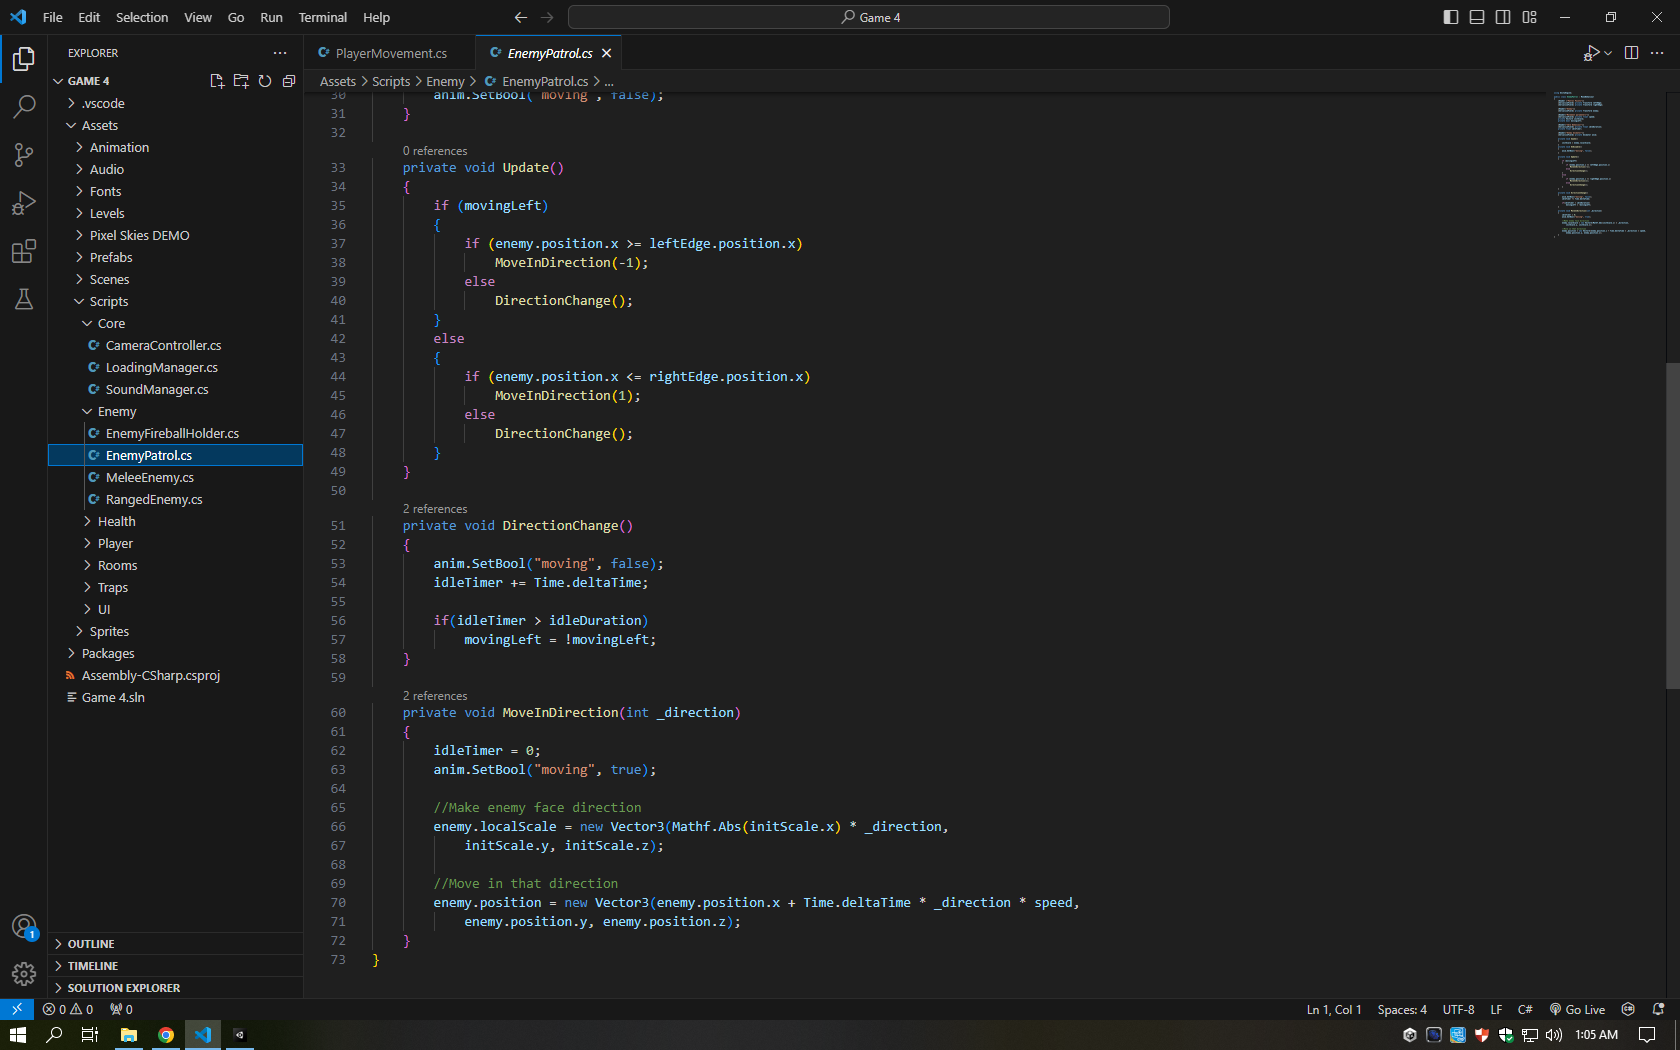 File Edit Selection View Go Run Terminal Help
Game 4
EXPLORER
GAME 4
.vscode
Assets
Animation
Audio
Fonts
Levels
Pixel Skies DEMO
Prefabs
Scenes
Scripts
Core
C# CameraController.cs
C# LoadingManager.cs
C# SoundManager.cs
Enemy
C# EnemyFireballHolder.cs
C# EnemyPatrol.cs
C# MeleeEnemy.cs
C# RangedEnemy.cs
Health
Player
Rooms
Traps
UI
Sprites
Packages
Assembly-CSharp.csproj
Game 4.sln
OUTLINE
TIMELINE
SOLUTION EXPLORER
1
C# PlayerMovement.cs C# EnemyPatrol.cs
Assets > Scripts > Enemy > C# EnemyPatrol.cs > ...
30 anim.SetBool("moving", false);
31 }
32
0 references
33 private void Update()
34 {
35 if (movingLeft)
36 {
37 if (enemy.position.x >= leftEdge.position.x)
38 MoveInDirection(-1);
39 else
40 DirectionChange();
41 }
42 else
43 {
44 if (enemy.position.x <= rightEdge.position.x)
45 MoveInDirection(1);
46 else
47 DirectionChange();
48 }
49 }
50
2 references
51 private void DirectionChange()
52 {
53 anim.SetBool("moving", false);
54 idleTimer += Time.deltaTime;
55
56 if(idleTimer > idleDuration)
57 movingLeft = !movingLeft;
58 }
59
2 references
60 private void MoveInDirection(int _direction)
61 {
62 idleTimer = 0;
63 anim.SetBool("moving", true);
64
65 //Make enemy face direction
66 enemy.localScale = new Vector3(Mathf.Abs(initScale.x) * _direction,
67 initScale.y, initScale.z);
68
69 //Move in that direction
70 enemy.position = new Vector3(enemy.position.x + Time.deltaTime * _direction * speed,
71 enemy.position.y, enemy.position.z);
72 }
73 }
0 0 0 Ln 1, Col 1 Spaces: 4 UTF-8 LF C# Go Live
1:05 AM